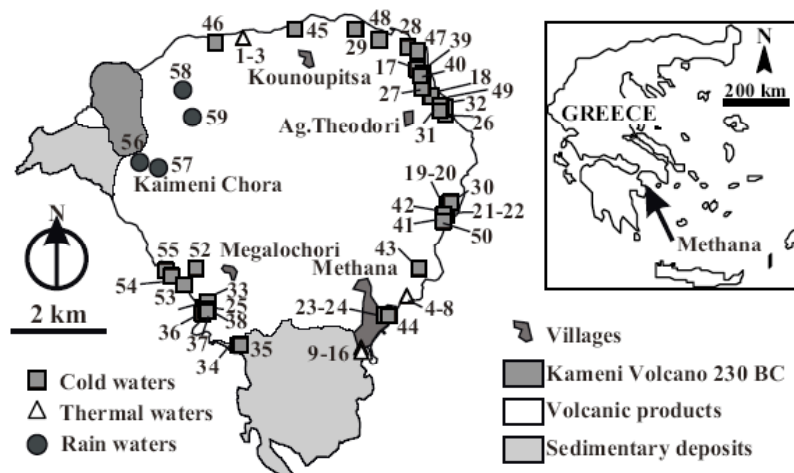 46
45
48
28
47
39
1-3
29
Kounoupitsa
17
40
58
18
27
49
59
32
Ag.Theodori
31
26
56
57
Kaimeni Chora
19-20
30
42
21-22
41
50
N
55
52
Megalochori
Methana
43
54
53
33
25
2 km
36
38
23-24
44
4-8
37
34
35
9-16
Cold waters
Thermal waters
Rain waters
N
200 km
GREECE
Methana
Villages
Kameni Volcano 230 BC
Volcanic products
Sedimentary deposits